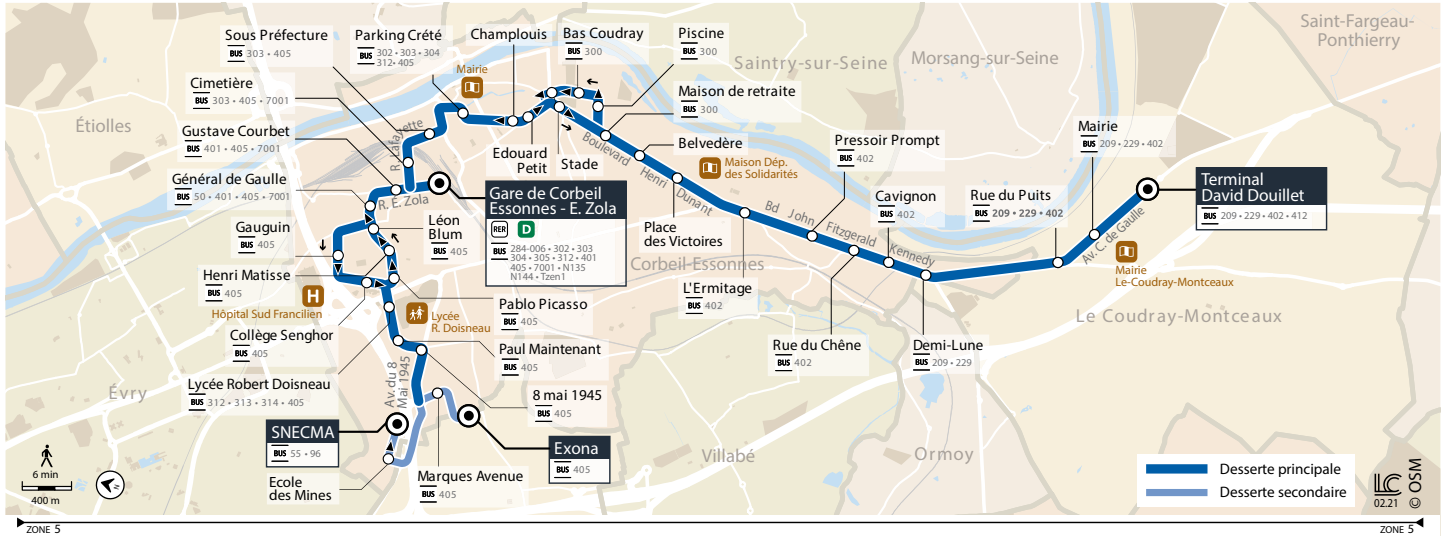 Saint-Fargeau-
Ponthierry
Saintry-sur-Seine
Morsang-sur-Seine
Étiolles
Évry
Corbeil-Essonnes
Le Coudray-Montceaux
Villabé
Ormoy
Sous Préfecture
BUS 303 • 405
Parking Crété
BUS 302 • 303 • 304
312 • 405
Mairie
Champlouis
Bas Coudray
BUS 300
Piscine
BUS 300
Cimetière
BUS 303 • 405 • 7001
Maison de retraite
BUS 300
Gustave Courbet
BUS 401 • 405 • 7001
Général de Gaulle
BUS 50 • 401 • 405 • 7001
R. Lafayette
R. É. Zola
Edouard
Petit
Stade
Belvedère
Maison Dép.
des Solidarités
Boulevard Henri Dunant
Pressoir Prompt
BUS 402
Mairie
BUS 209 • 229 • 402
Gare de Corbeil
Essonnes - E. Zola
RER D
BUS 284-006 • 302 • 303
304 • 305 • 312 • 401
405 • 7001 • N135
N144 • Tzen1
Terminal
David Douillet
BUS 209 • 229 • 402 • 412
Gauguin
BUS 405
Léon
Blum
BUS 405
Place
des Victoires
Bd John Fitzgerald Kennedy
Cavignon
BUS 402
Rue du Puits
BUS 209 • 229 • 402
Av. C. de Gaulle
Mairie
Le-Coudray-Montceaux
Henri Matisse
BUS 405
H
Hôpital Sud Francilien
Lycée
R. Doisneau
Pablo Picasso
BUS 405
L'Ermitage
BUS 402
Collège Senghor
BUS 405
Paul Maintenant
BUS 405
Rue du Chêne
BUS 402
Demi-Lune
BUS 209 • 229
Lycée Robert Doisneau
BUS 312 • 313 • 314 • 405
Av. du 8
Mai 1945
8 mai 1945
BUS 405
SNECMA
BUS 55 • 96
Exona
BUS 405
Ecole
des Mines
Marques Avenue
BUS 405
6 min
400 m
N
Desserte principale
Desserte secondaire
LC
02.21
© OSM
ZONE 5
ZONE 5